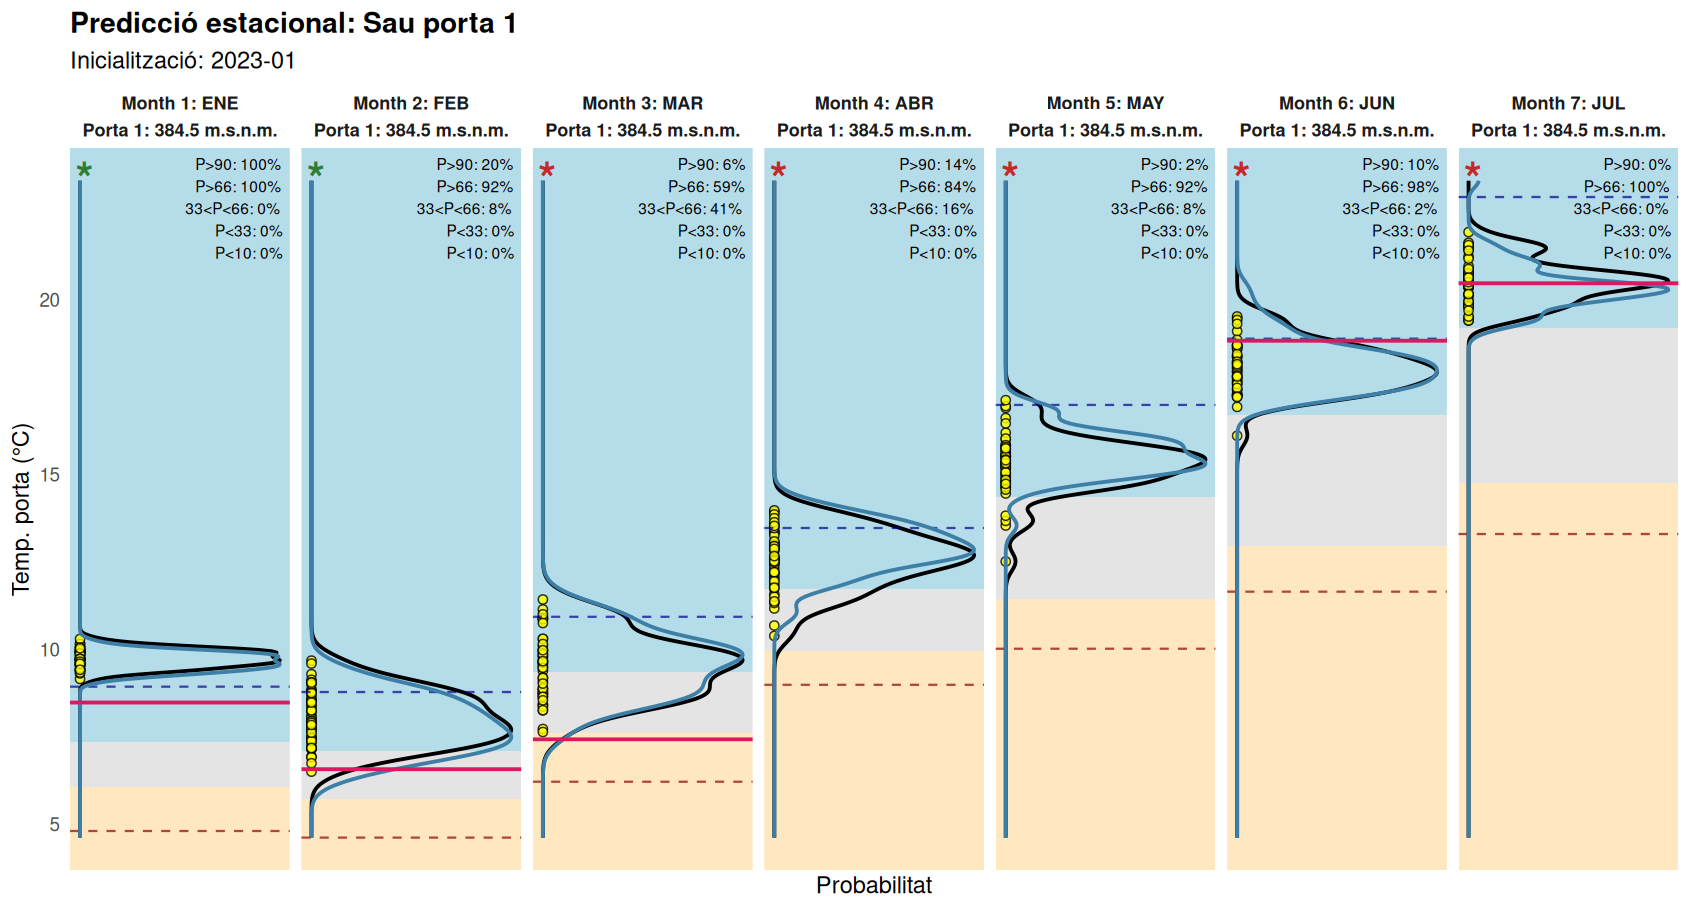 Predicció estacional: Sau porta 1
Inicialització: 2023-01
Month 1: ENE
Porta 1: 384.5 m.s.n.m.
Month 2: FEB
Porta 1: 384.5 m.s.n.m.
Month 3: MAR
Porta 1: 384.5 m.s.n.m.
Month 4: ABR
Porta 1: 384.5 m.s.n.m.
Month 5: MAY
Porta 1: 384.5 m.s.n.m.
Month 6: JUN
Porta 1: 384.5 m.s.n.m.
Month 7: JUL
Porta 1: 384.5 m.s.n.m.
*
P>90: 100%
P>66: 100%
33<P<66: 0%
P<33: 0%
P<10: 0%
*
P>90: 20%
P>66: 92%
33<P<66: 8%
P<33: 0%
P<10: 0%
*
P>90: 6%
P>66: 59%
33<P<66: 41%
P<33: 0%
P<10: 0%
*
P>90: 14%
P>66: 84%
33<P<66: 16%
P<33: 0%
P<10: 0%
*
P>90: 2%
P>66: 92%
33<P<66: 8%
P<33: 0%
P<10: 0%
*
P>90: 10%
P>66: 98%
33<P<66: 2%
P<33: 0%
P<10: 0%
*
P>90: 0%
P>66: 100%
33<P<66: 0%
P<33: 0%
P<10: 0%
Temp. porta (°C)
20
15
10
5
Probabilitat